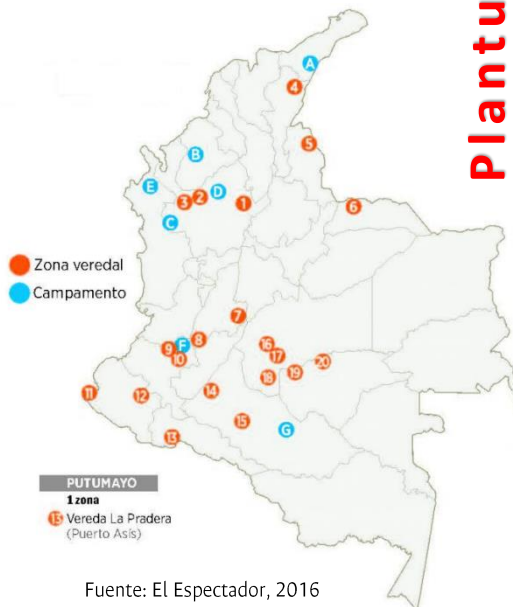 Plantu
A
4
B
5
E
D
3
2
1
6
C
Zona veredal
Campamento
7
F
8
9
10
16
17
18
19
20
11
12
14
15
G
13
PUTUMAYO
1 zona
13 Vereda La Pradera
(Puerto Asís)
Fuente: El Espectador, 2016